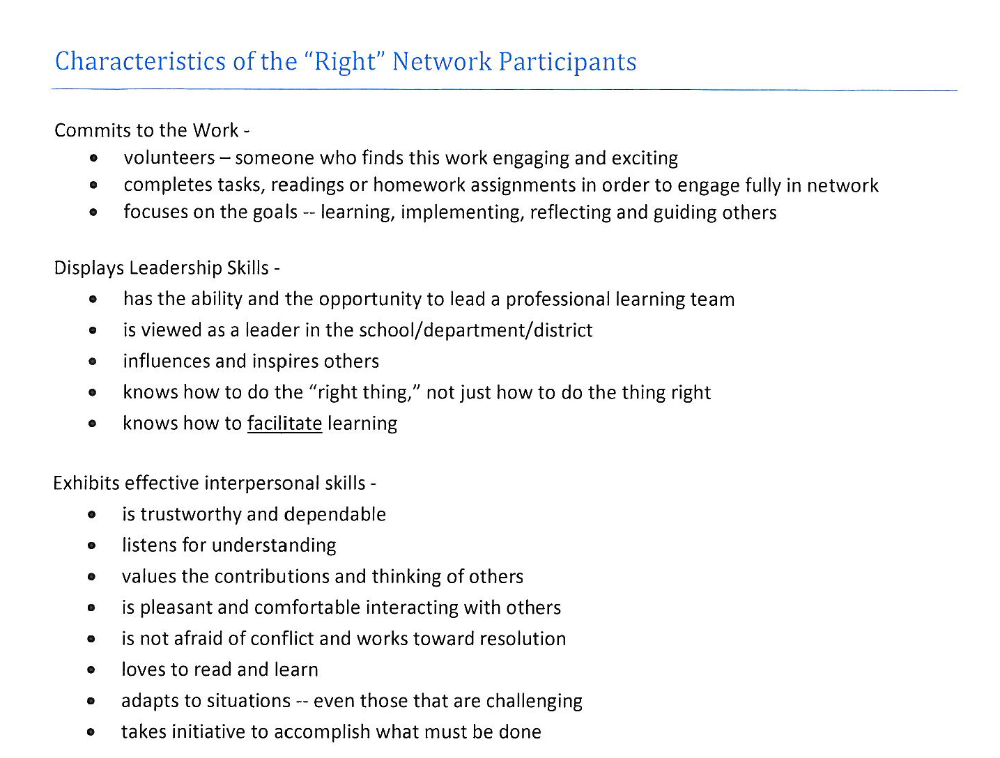 Characteristics of the “Right” Network Participants
Commits to the Work -
• volunteers – someone who finds this work engaging and exciting
• completes tasks, readings or homework assignments in order to engage fully in network
• focuses on the goals -- learning, implementing, reflecting and guiding others
Displays Leadership Skills -
• has the ability and the opportunity to lead a professional learning team
• is viewed as a leader in the school/department/district
• influences and inspires others
• knows how to do the “right thing,” not just how to do the thing right
• knows how to facilitate learning
Exhibits effective interpersonal skills -
• is trustworthy and dependable
• listens for understanding
• values the contributions and thinking of others
• is pleasant and comfortable interacting with others
• is not afraid of conflict and works toward resolution
• loves to read and learn
• adapts to situations -- even those that are challenging
• takes initiative to accomplish what must be done